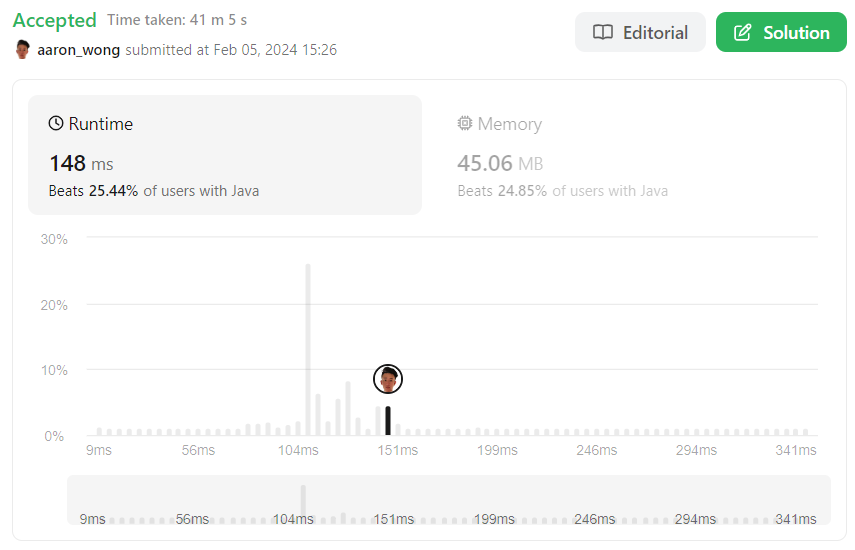 Accepted Time taken: 41 m 5 s
aaron_wong submitted at Feb 05, 2024 15:26
Editorial
Solution
Runtime
148 ms
Beats 25.44% of users with Java
Memory
45.06 MB
Beats 24.85% of users with Java
30%
20%
10%
0%
9ms 56ms 104ms 151ms 199ms 246ms 294ms 341ms
9ms 56ms 104ms 151ms 199ms 246ms 294ms 341ms